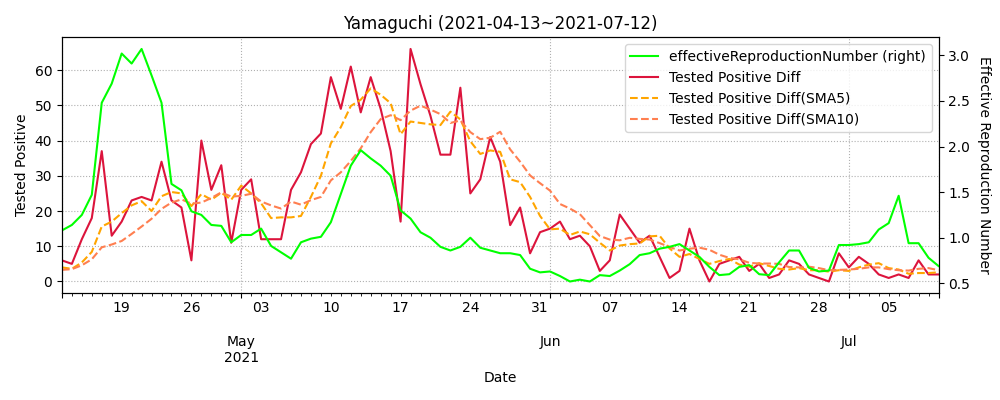 Yamaguchi (2021-04-13~2021-07-12)
effectiveReproductionNumber (right)
Tested Positive Diff
Tested Positive Diff(SMA5)
Tested Positive Diff(SMA10)
Tested Positive
60
50
40
30
20
10
0
3.0
2.5
2.0
1.5
1.0
0.5
Effective Reproduction Number
19 26 03 10 17 24 31 07 14 21 28 05
May Jun Jul
2021
Date